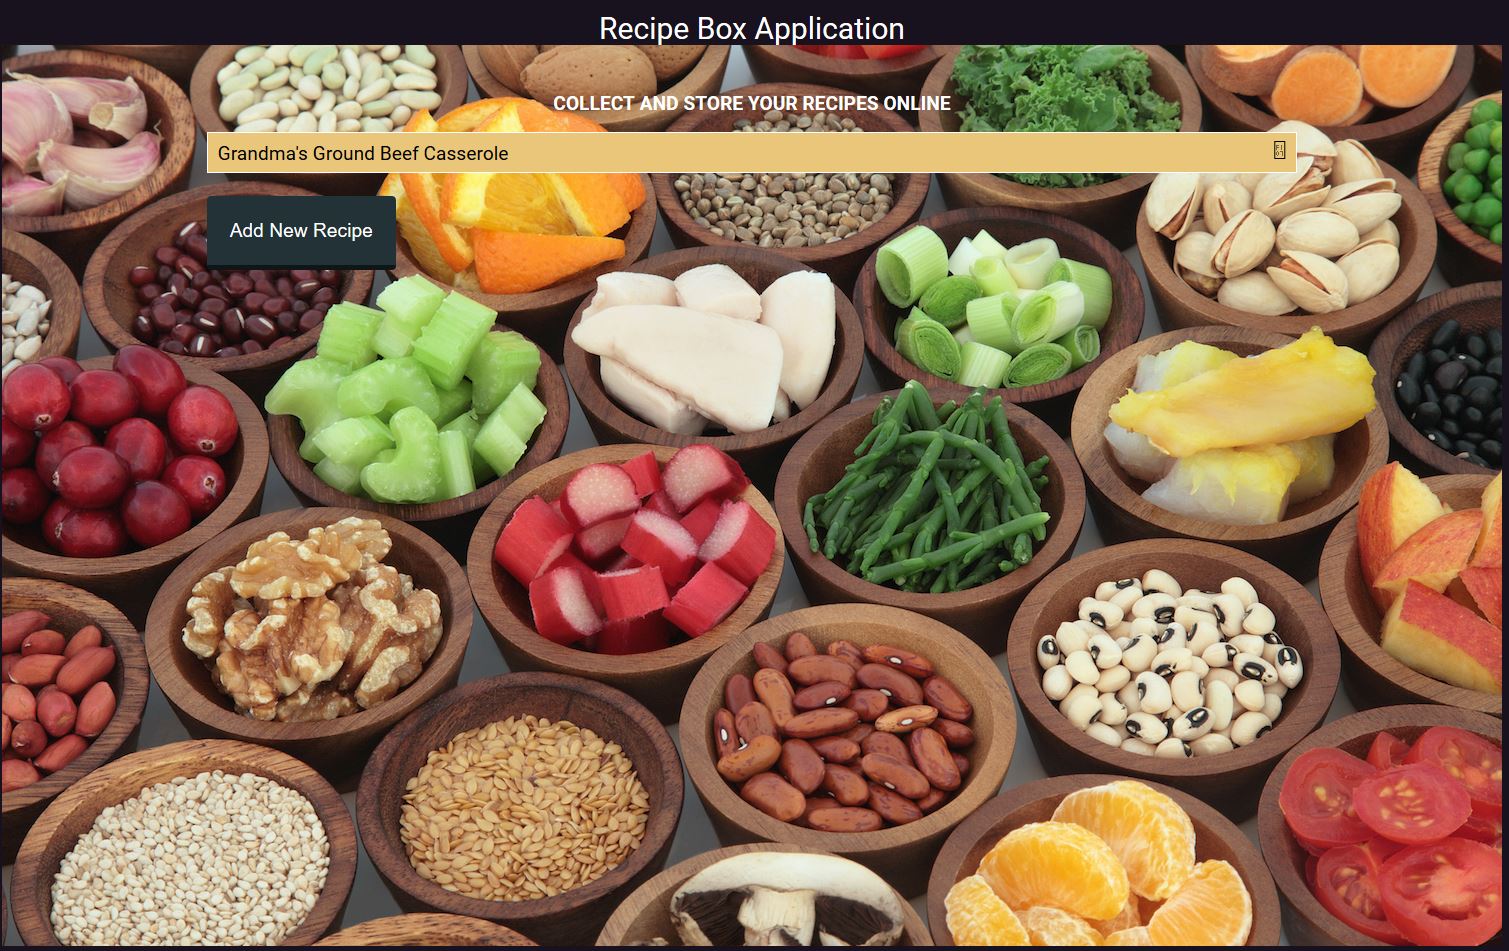 Recipe Box Application
COLLECT AND STORE YOUR RECIPES ONLINE
Grandma's Ground Beef Casserole
Add New Recipe